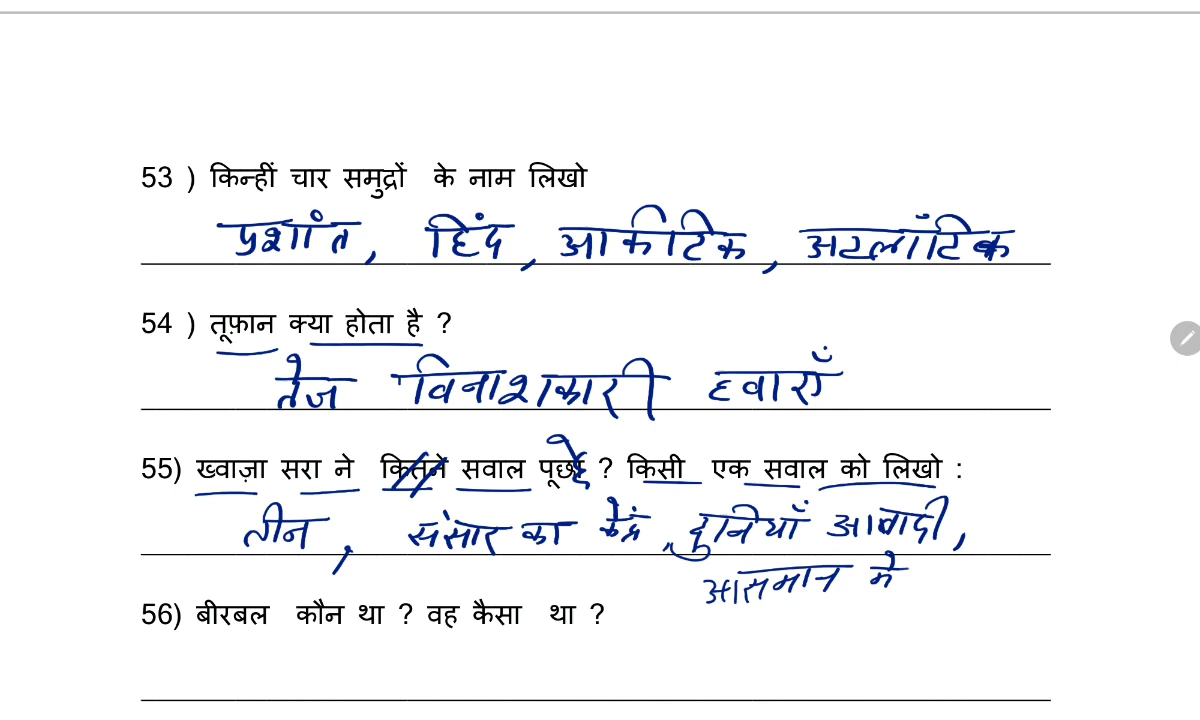 53 ) किन्हीं चार समुद्रों के नाम लिखो
प्रशांत, हिंद, आर्कटिक, अटलांटिक
54 ) तूफ़ान क्या होता है ?
तेज विनाशकारी हवाएँ
55) ख्वाज़ा सरा ने कितने सवाल पूछे ? किसी एक सवाल को लिखो :
तीन, संसार का केंद्र, दुनियाँ आबादी,
आसमान में
56) बीरबल कौन था ? वह कैसा था ?